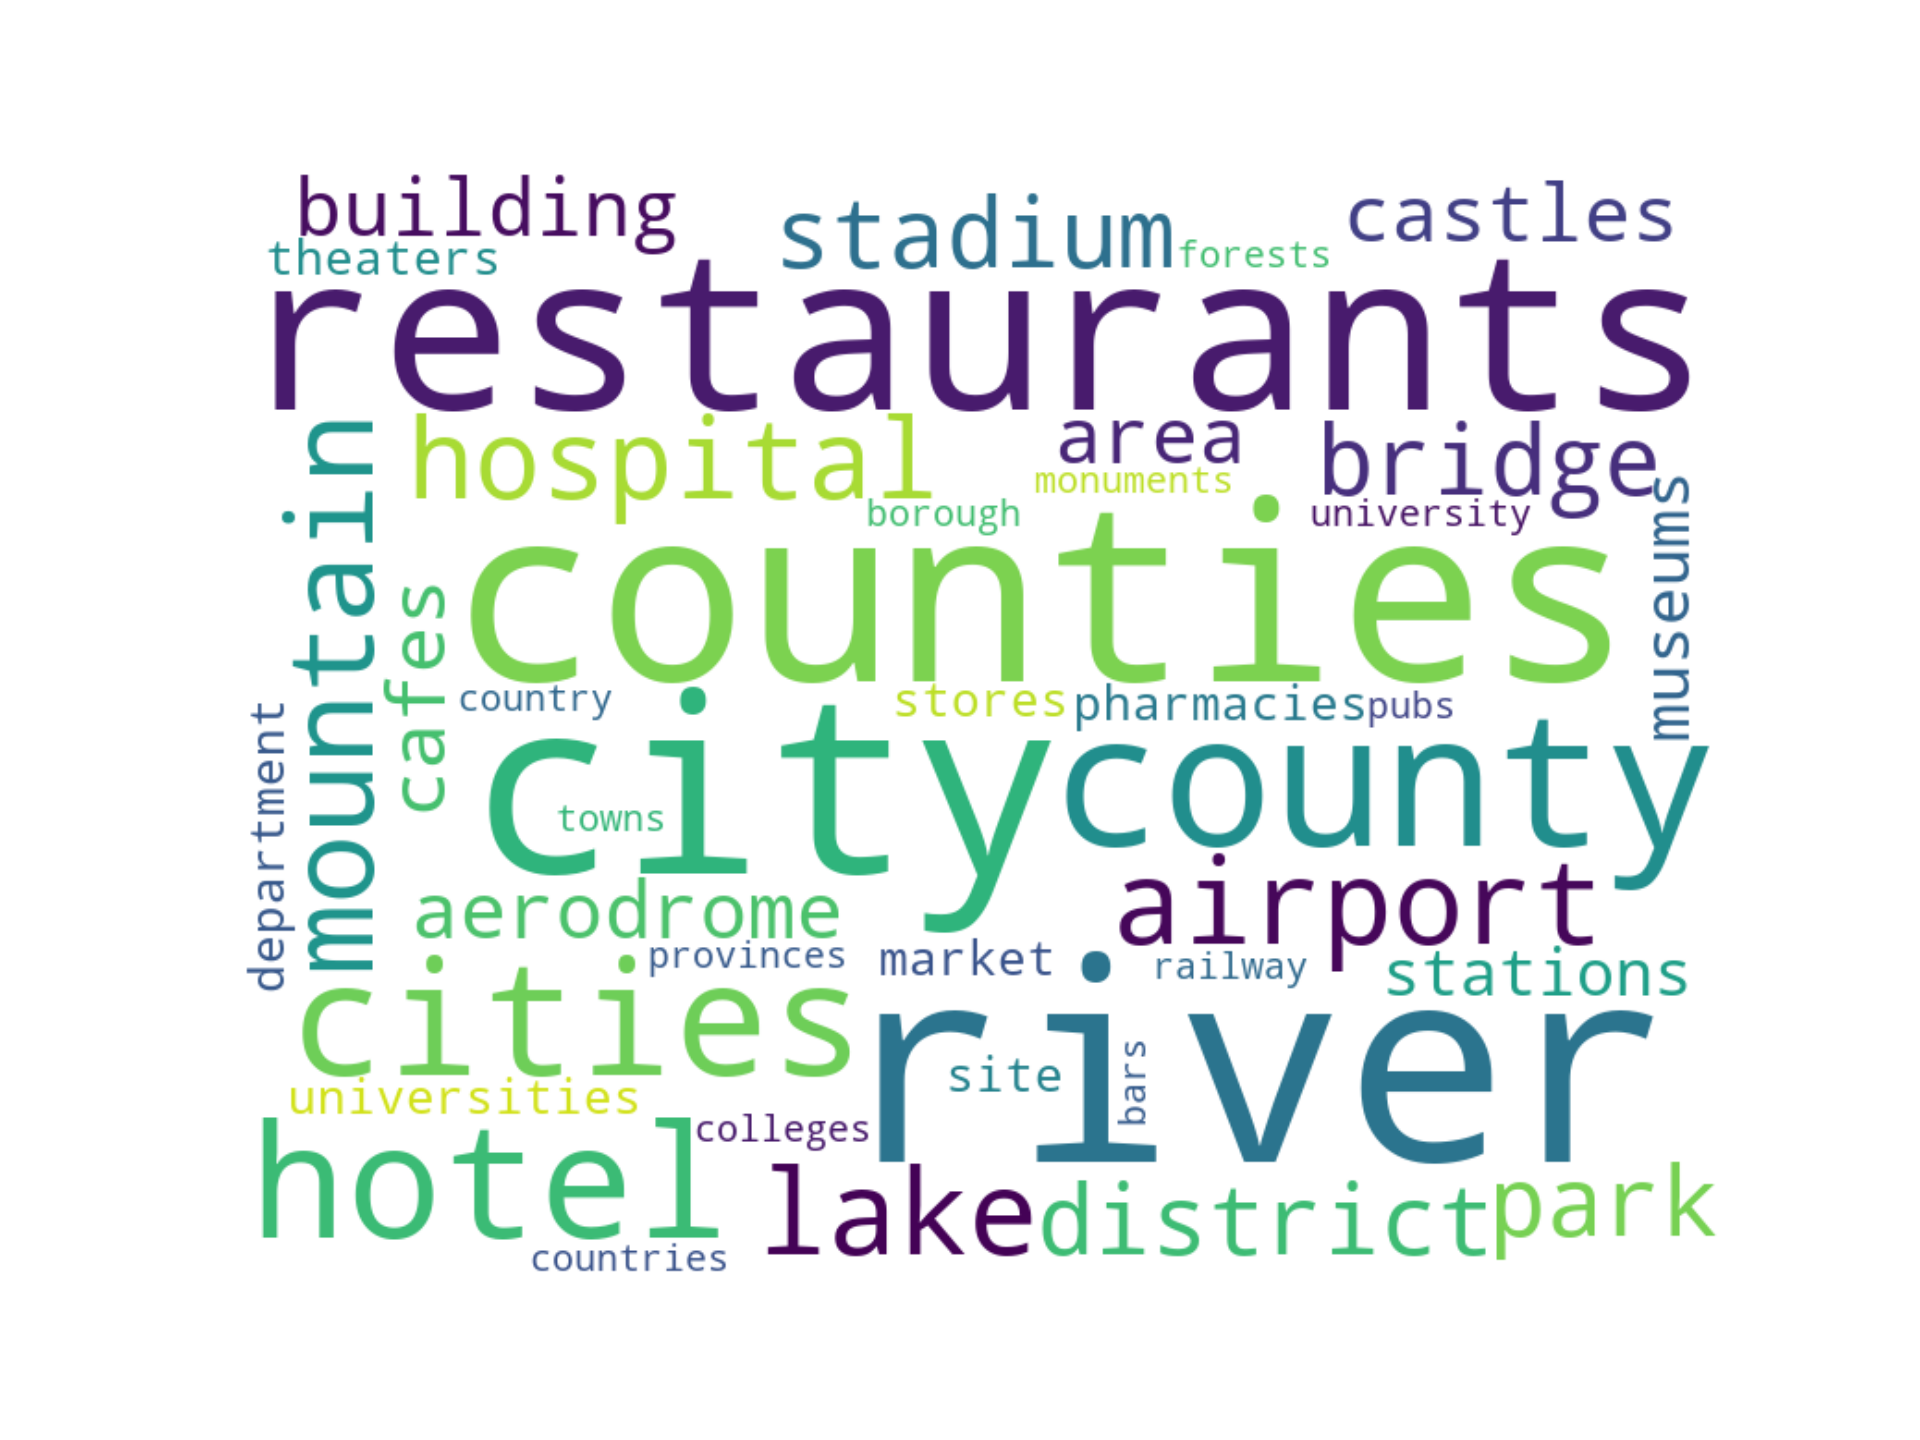 building
stadium
castles
theaters
forests
restaurants
hospital
area
bridge
monuments
borough
university
mountain
counties
museums
cafes
country
stores
pharmacies
pubs
department
city
county
towns
aerodrome
airport
provinces
market
railway
stations
cities
river
site
bars
universities
colleges
hotel
lake
district
park
countries